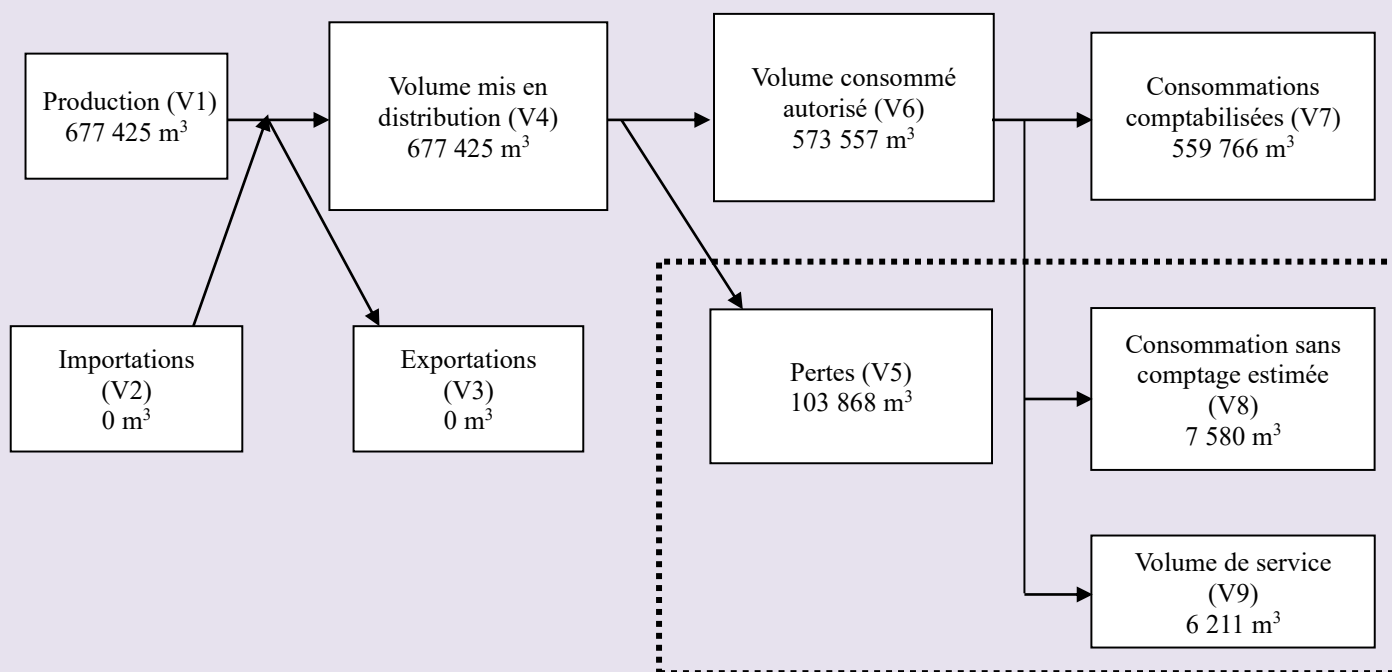 Production (V1)
677 425 m³
Volume mis en
distribution (V4)
677 425 m³
Volume consommé
autorisé (V6)
573 557 m³
Consommations
comptabilisées (V7)
559 766 m³
Importations
(V2)
0 m³
Exportations
(V3)
0 m³
Pertes (V5)
103 868 m³
Consommation sans
comptage estimée
(V8)
7 580 m³
Volume de service
(V9)
6 211 m³